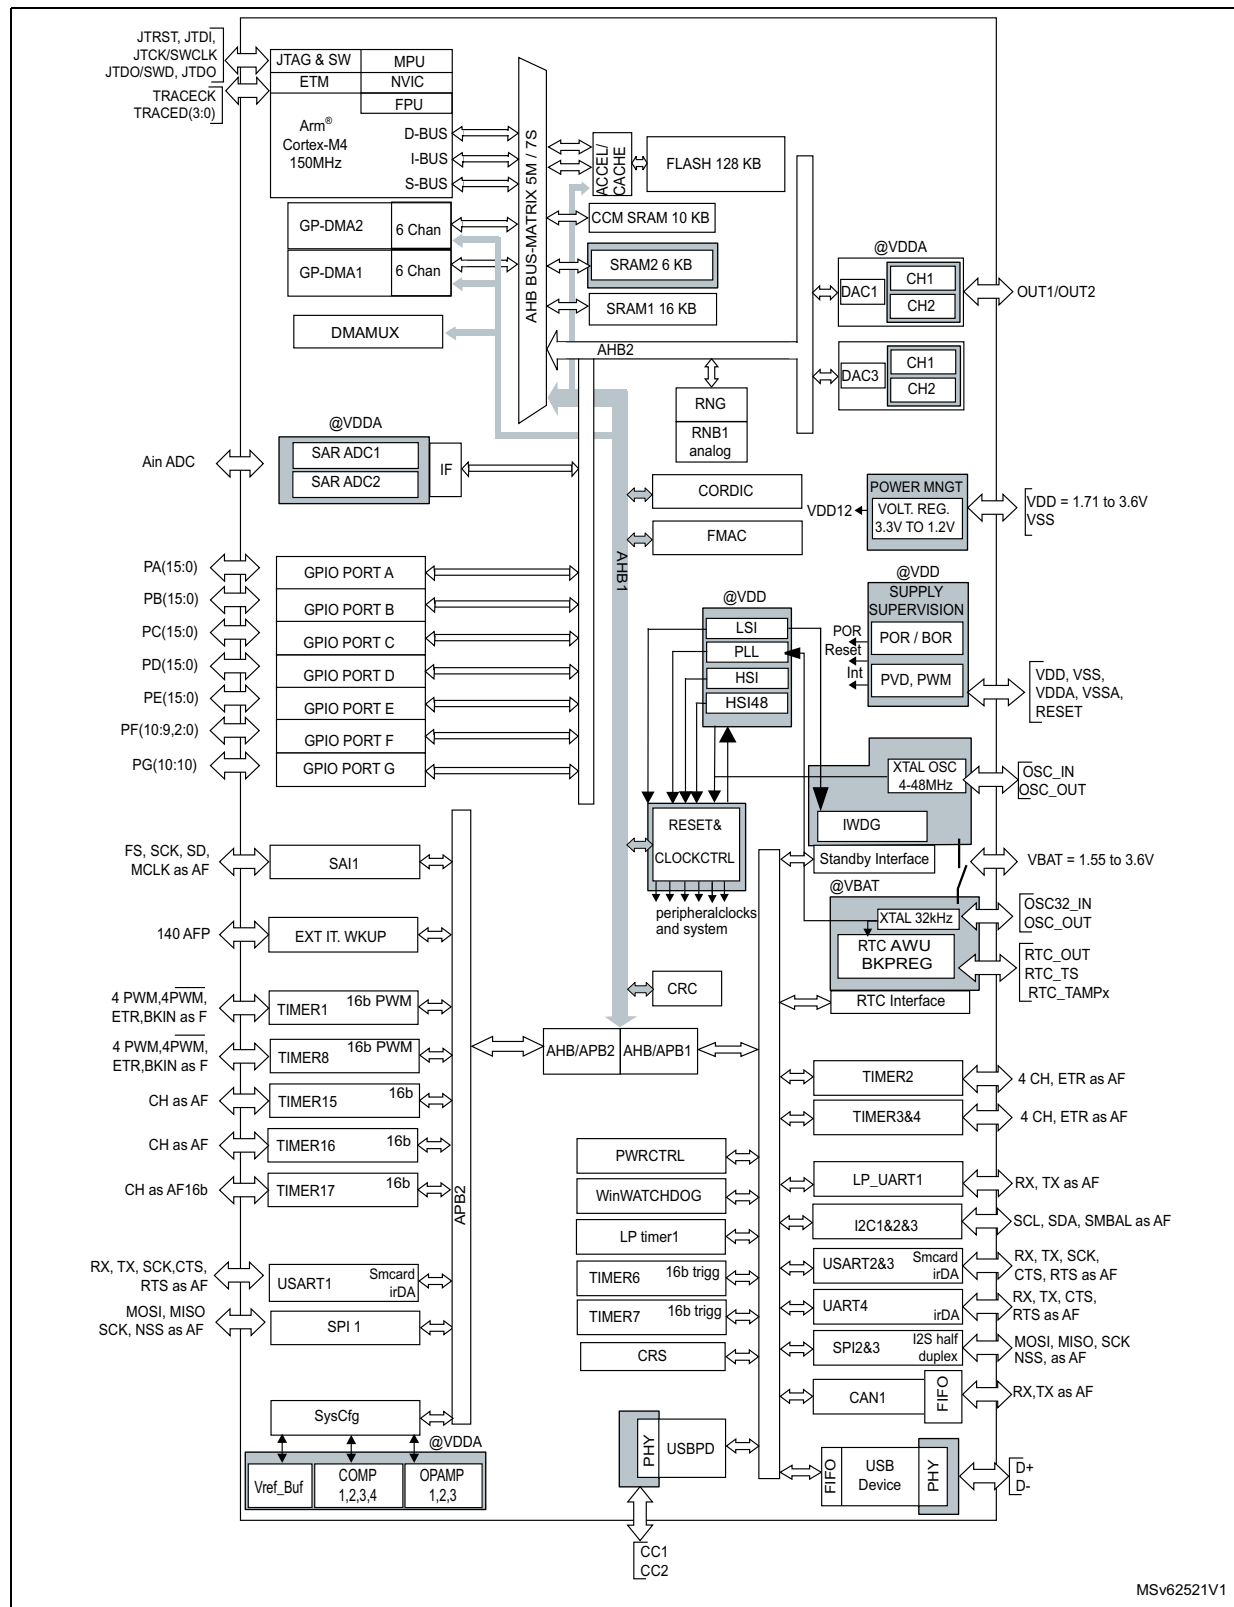 JTRST, JTDI,
JTCK/SWCLK
JTDO/SWD, JTDO
TRACECK
TRACED(3:0)
JTAG & SW
MPU
ETM
NVIC
FPU
Arm®
Cortex-M4
150MHz
D-BUS
I-BUS
S-BUS
AHB BUS-MATRIX 5M / 7S
ACCEL/
CACHE
FLASH 128 KB
GP-DMA2
6 Chan
GP-DMA1
6 Chan
DMAMUX
CCM SRAM 10 KB
SRAM2 6 KB
SRAM1 16 KB
AHB2
@VDDA
DAC1
CH1
CH2
OUT1/OUT2
DAC3
CH1
CH2
RNG
RNB1
analog
@VDDA
Ain ADC
SAR ADC1
SAR ADC2
IF
CORDIC
FMAC
AHB1
POWER MNGT
VDD12
VOLT. REG.
3.3V TO 1.2V
VDD = 1.71 to 3.6V
VSS
PA(15:0)
GPIO PORT A
PB(15:0)
GPIO PORT B
PC(15:0)
GPIO PORT C
PD(15:0)
GPIO PORT D
PE(15:0)
GPIO PORT E
PF(10:9,2:0)
GPIO PORT F
PG(10:10)
GPIO PORT G
@VDD
LSI
PLL
HSI
HSI48
@VDD
SUPPLY
SUPERVISION
POR
Reset
Int
POR / BOR
PVD, PWM
VDD, VSS,
VDDA, VSSA,
RESET
XTAL OSC
4-48MHz
OSC_IN
OSC_OUT
IWDG
RESET&
CLOCKCTRL
peripheralclocks
and system
Standby Interface
VBAT = 1.55 to 3.6V
@VBAT
XTAL 32kHz
OSC32_IN
OSC_OUT
RTC AWU
BKPREG
RTC_OUT
RTC_TS
RTC_TAMPx
RTC Interface
FS, SCK, SD,
MCLK as AF
SAI1
140 AFP
EXT IT. WKUP
4 PWM,4PWM,
ETR,BKIN as F
TIMER1
16b PWM
4 PWM,4PWM,
ETR,BKIN as F
TIMER8
16b PWM
CH as AF
TIMER15
16b
CH as AF
TIMER16
16b
CH as AF16b
TIMER17
16b
APB2
RX, TX, SCK,CTS,
RTS as AF
USART1
Smcard
irDA
MOSI, MISO
SCK, NSS as AF
SPI 1
SysCfg
@VDDA
Vref_Buf
COMP
1,2,3,4
OPAMP
1,2,3
CRC
AHB/APB2
AHB/APB1
PWRCTRL
WinWATCHDOG
LP timer1
TIMER6
16b trigg
TIMER7
16b trigg
CRS
PHY
USBPD
CC1
CC2
TIMER2
4 CH, ETR as AF
TIMER3&4
4 CH, ETR as AF
LP_UART1
RX, TX as AF
I2C1&2&3
SCL, SDA, SMBAL as AF
USART2&3
Smcard
irDA
RX, TX, SCK,
CTS, RTS as AF
UART4
irDA
RX, TX, CTS,
RTS as AF
SPI2&3
I2S half
duplex
MOSI, MISO, SCK
NSS, as AF
CAN1
FIFO
RX,TX as AF
FIFO
USB
Device
PHY
D+
D-
MSv62521V1